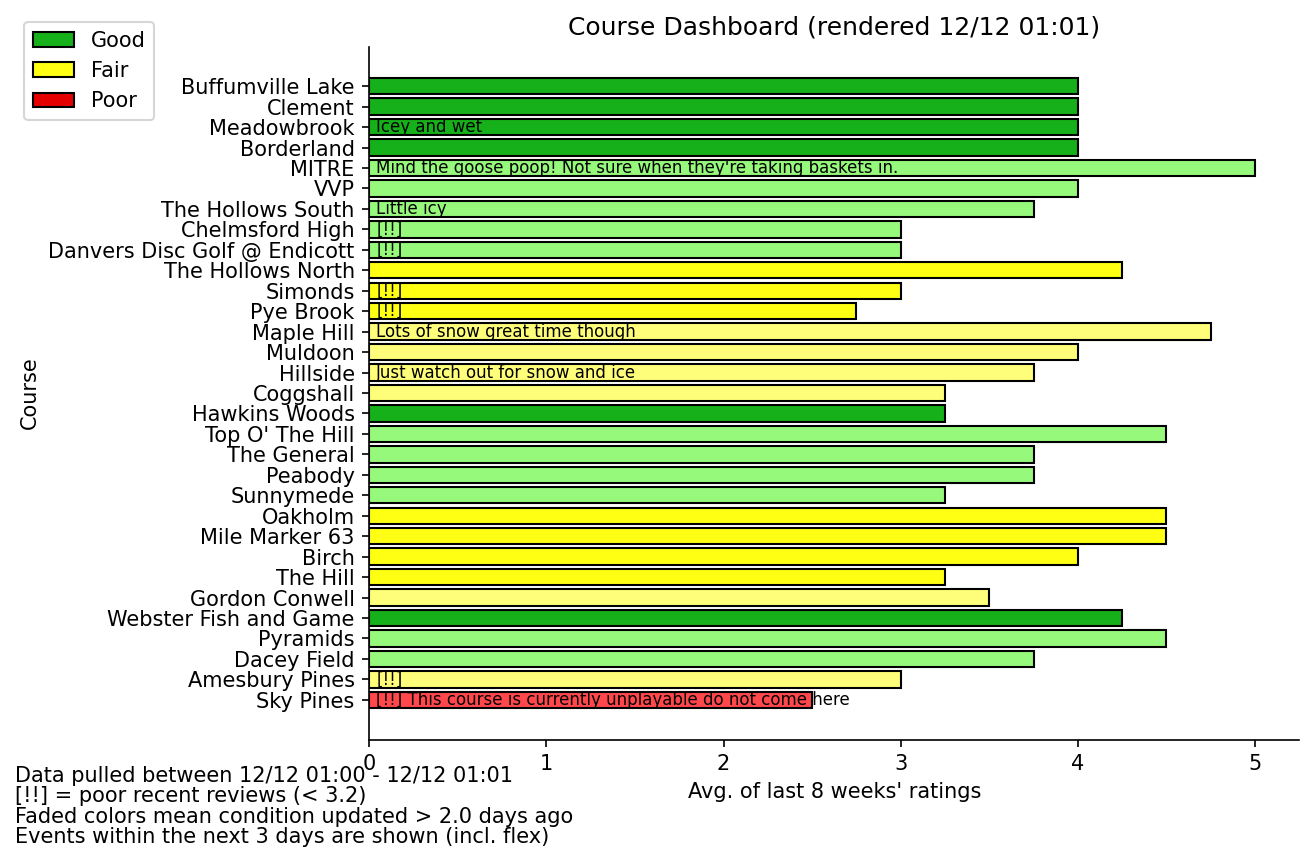 Course Dashboard (rendered 12/12 01:01)
Good
Fair
Poor
Course
Buffumville Lake
Clement
Meadowbrook Icey and wet
Borderland
MITRE Mind the goose poop! Not sure when they're taking baskets in.
VVP
The Hollows South Little icy
Chelmsford High [!!]
Danvers Disc Golf @ Endicott [!!]
The Hollows North
Simonds [!!]
Pye Brook [!!]
Maple Hill Lots of snow great time though
Muldoon
Hillside Just watch out for snow and ice
Coggshall
Hawkins Woods
Top O' The Hill
The General
Peabody
Sunnymede
Oakholm
Mile Marker 63
Birch
The Hill
Gordon Conwell
Webster Fish and Game
Pyramids
Dacey Field
Amesbury Pines [!!]
Sky Pines [!!] This course is currently unplayable do not come here
0 1 2 3 4 5
Avg. of last 8 weeks' ratings
Data pulled between 12/12 01:00 - 12/12 01:01
[!!] = poor recent reviews (< 3.2)
Faded colors mean condition updated > 2.0 days ago
Events within the next 3 days are shown (incl. flex)